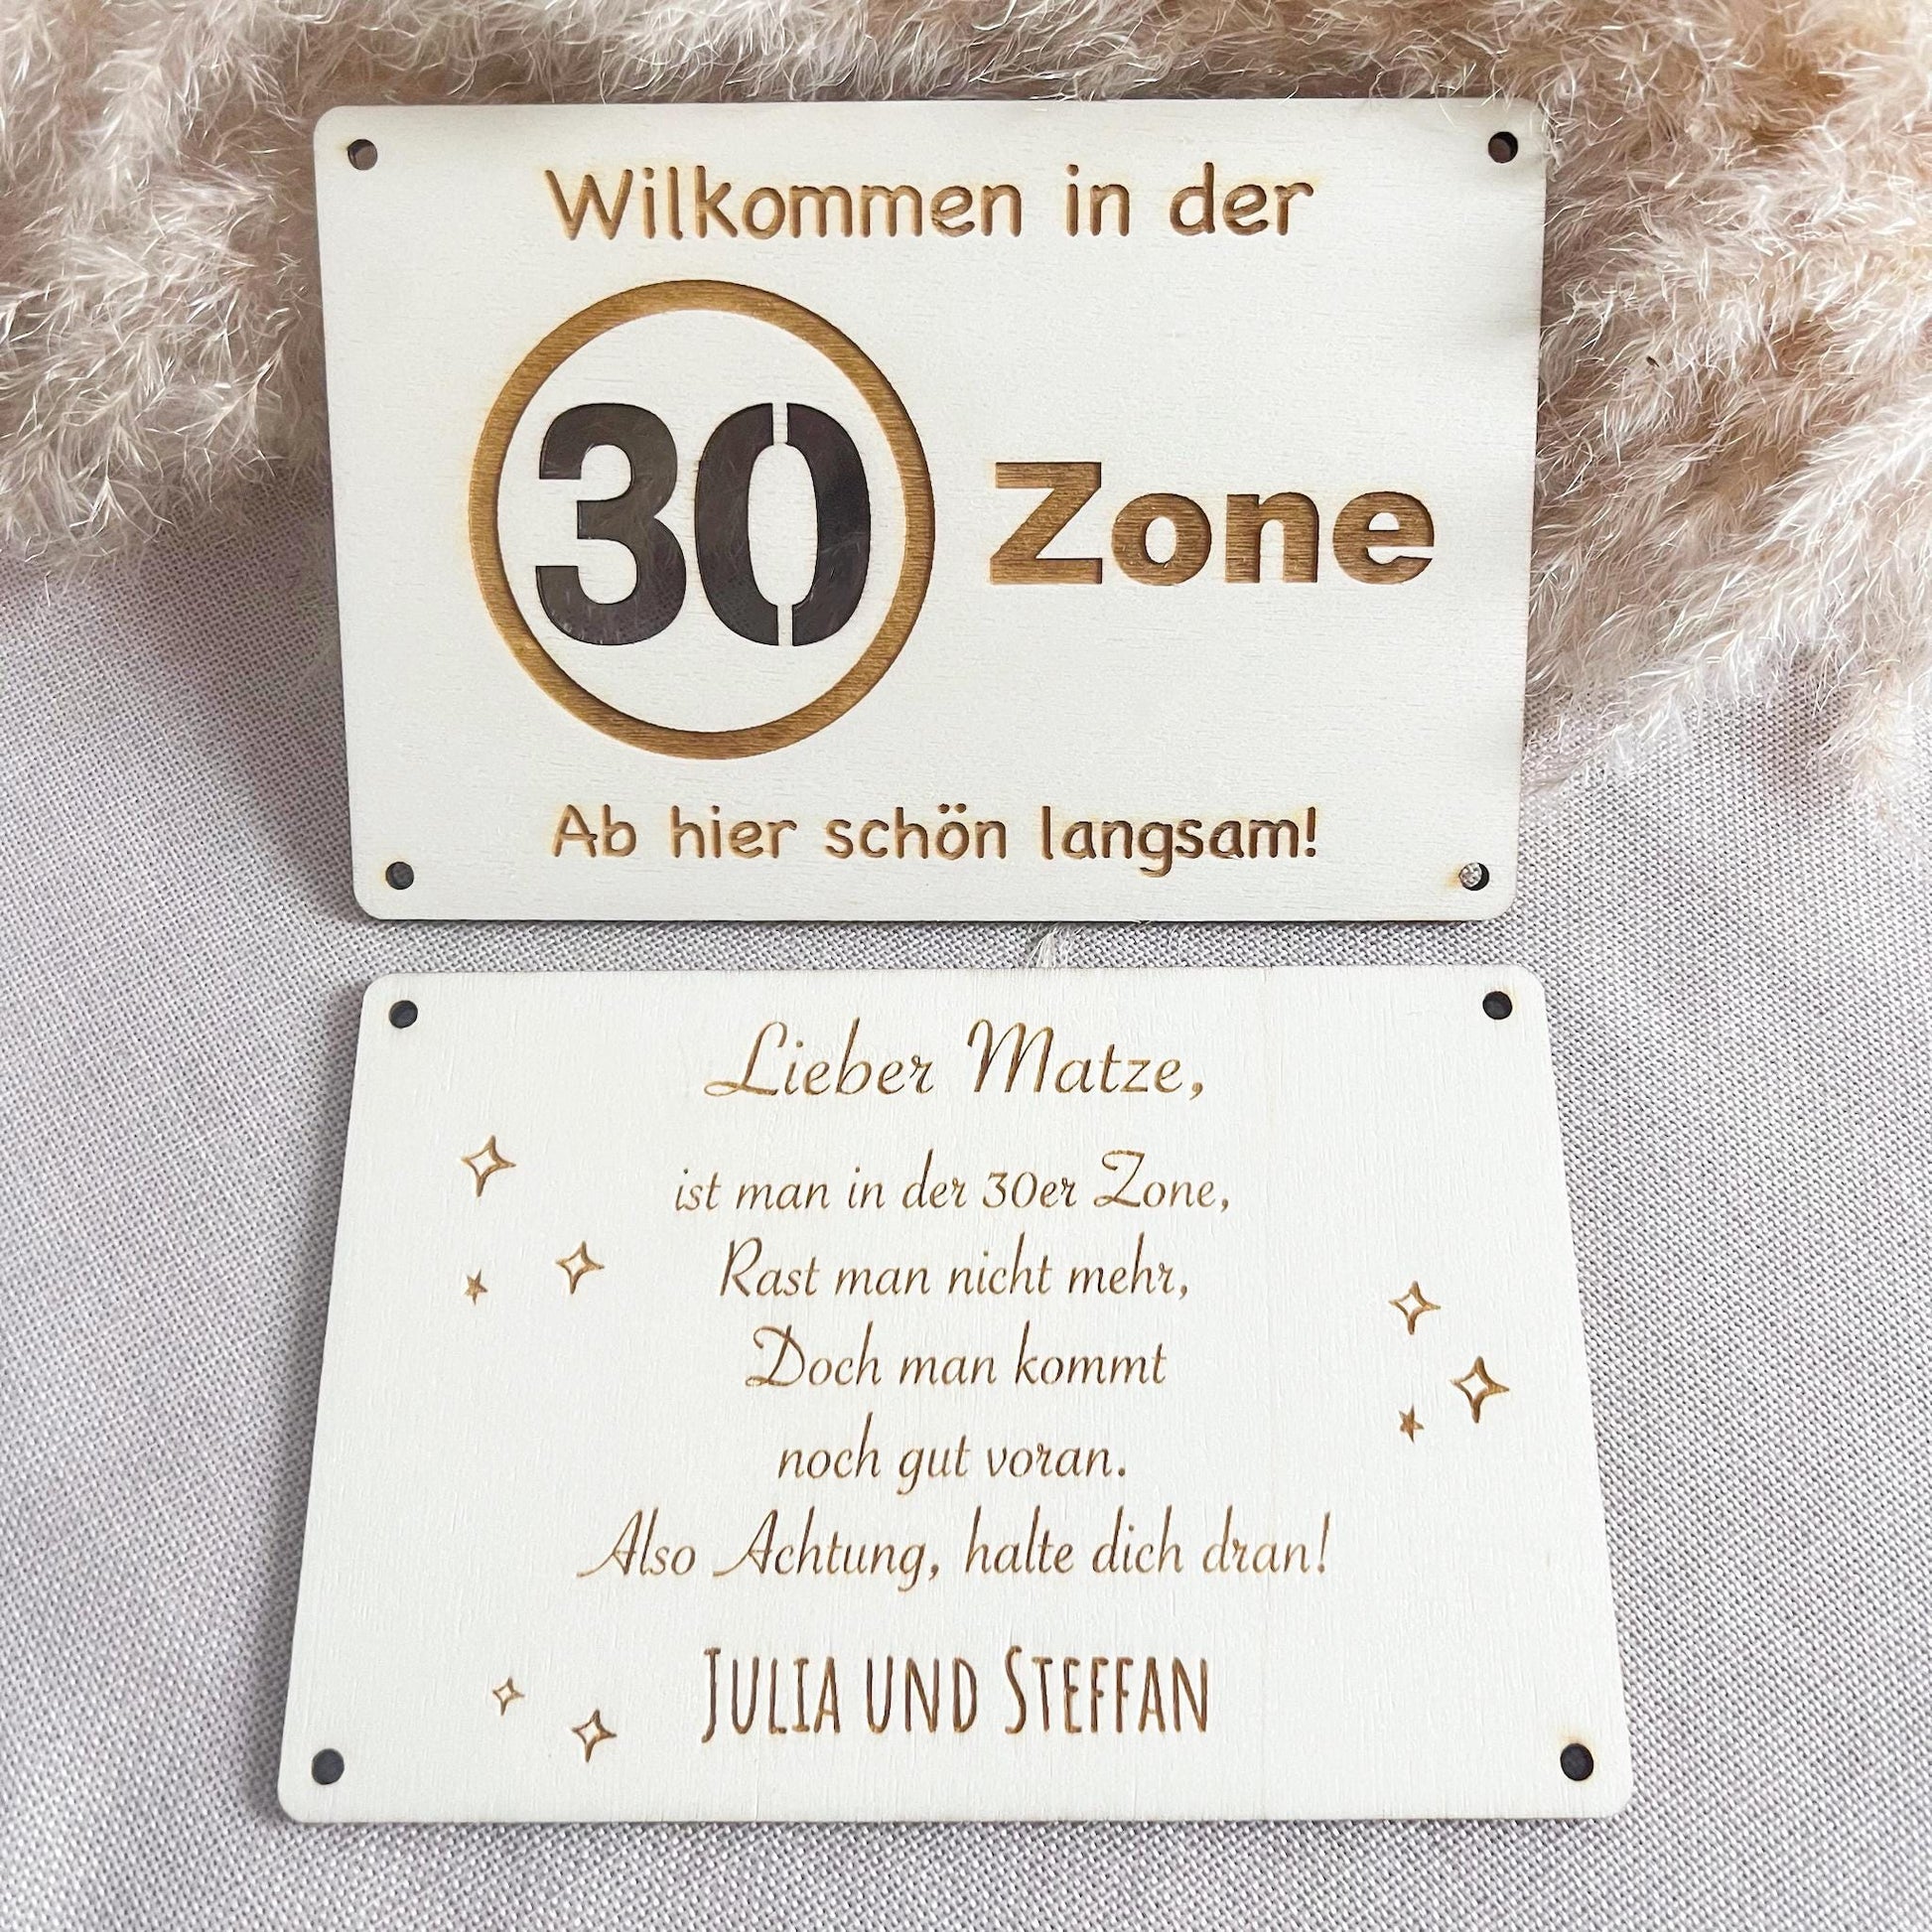 Wilkommen in der
30 Zone
Ab hier schön langsam!
Lieber Matze,
ist man in der 30er Zone,
Rast man nicht mehr,
Doch man kommt
noch gut voran.
Also Achtung, halte dich dran!
JULIA UND STEFFAN